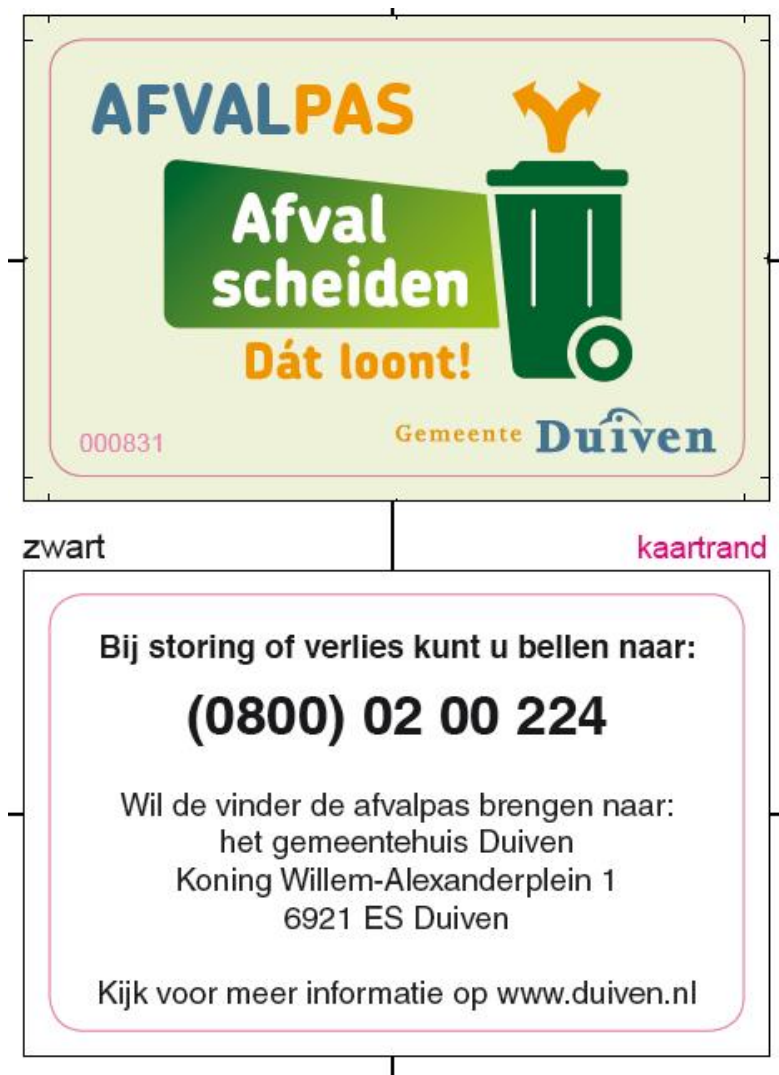 AFVALPAS
Afval
scheiden
Dát loont!
000831
Gemeente Duiven
zwart
kaartrand
Bij storing of verlies kunt u bellen naar:
(0800) 02 00 224
Wil de vinder de afvalpas brengen naar:
het gemeentehuis Duiven
Koning Willem-Alexanderplein 1
6921 ES Duiven
Kijk voor meer informatie op www.duiven.nl